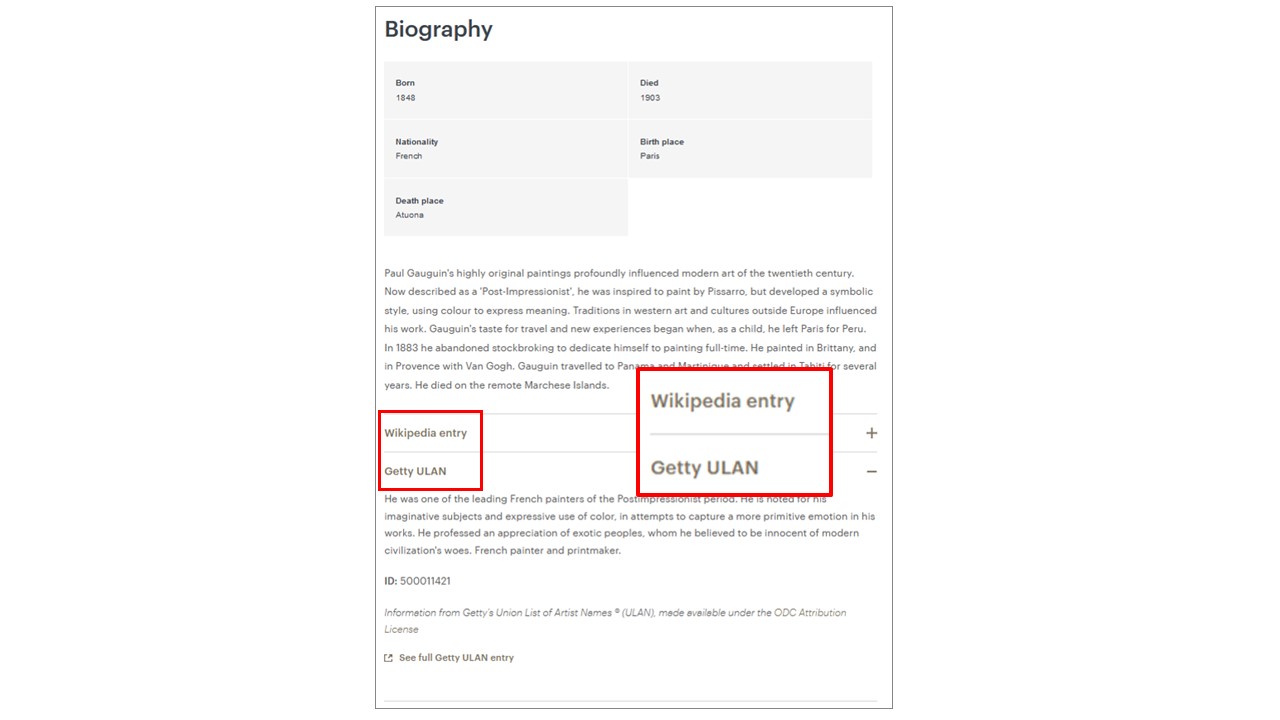 Biography
Born
1848
Died
1903
Nationality
French
Birth place
Paris
Death place
Atuona
Paul Gauguin's highly original paintings profoundly influenced modern art of the twentieth century.
Now described as a 'Post-Impressionist', he was inspired to paint by Pissarro, but developed a symbolic
style, using colour to express meaning. Traditions in western art and cultures outside Europe influenced
his work. Gauguin's taste for travel and new experiences began when, as a child, he left Paris for Peru.
In 1883 he abandoned stockbroking to dedicate himself to painting full-time. He painted in Brittany, and
in Provence with Van Gogh. Gauguin travelled to Panama and Martinique and settled in Tahiti for several
years. He died on the remote Marchese Islands.
Wikipedia entry
Getty ULAN
Wikipedia entry
Getty ULAN
He was one of the leading French painters of the Postimpressionist period. He is noted for his
imaginative subjects and expressive use of color, in attempts to capture a more primitive emotion in his
works. He professed an appreciation of exotic peoples, whom he believed to be innocent of modern
civilization's woes. French painter and printmaker.
ID: 500011421
Information from Getty's Union List of Artist Names ® (ULAN), made available under the ODC Attribution
License
See full Getty ULAN entry